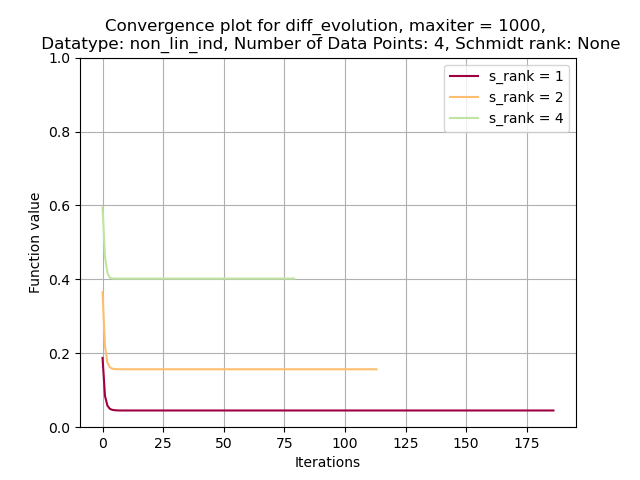 Convergence plot for diff_evolution, maxiter = 1000,
Datatype: non_lin_ind, Number of Data Points: 4, Schmidt rank: None
s_rank = 1
s_rank = 2
s_rank = 4
Function value
1.0
0.8
0.6
0.4
0.2
0.0
0 25 50 75 100 125 150 175
Iterations